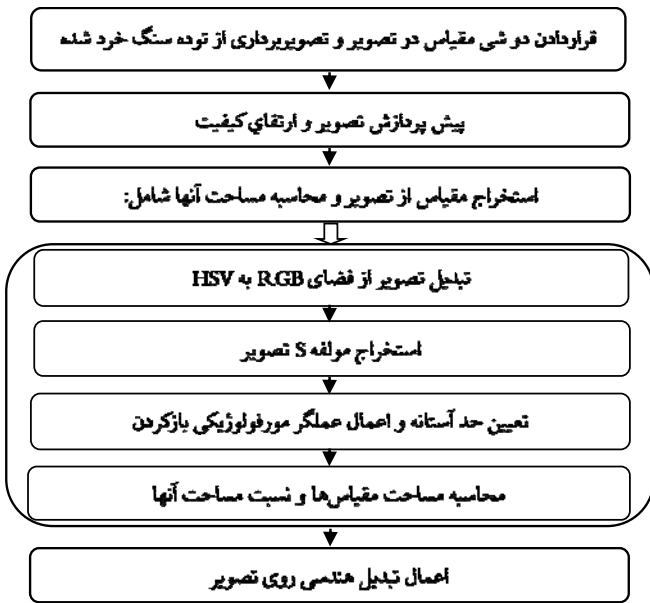 قراردادن دو شی مقیاس در تصویر و تصویربرداری از توده سنگ خرد شده
پیش پردازش تصویر و ارتقاي کیفیت
استخراج مقیاس از تصویر و محاسبه مساحت آنها شامل:
تبدیل تصویر از فضای RGB به HSV
استخراج مولفه S تصویر
تعیین حد آستانه و اعمال عملگر مورفولوژیکی بازکردن
محاسبه مساحت مقیاس‌ها و نسبت مساحت آنها
اعمال تبدیل هندسی روی تصویر